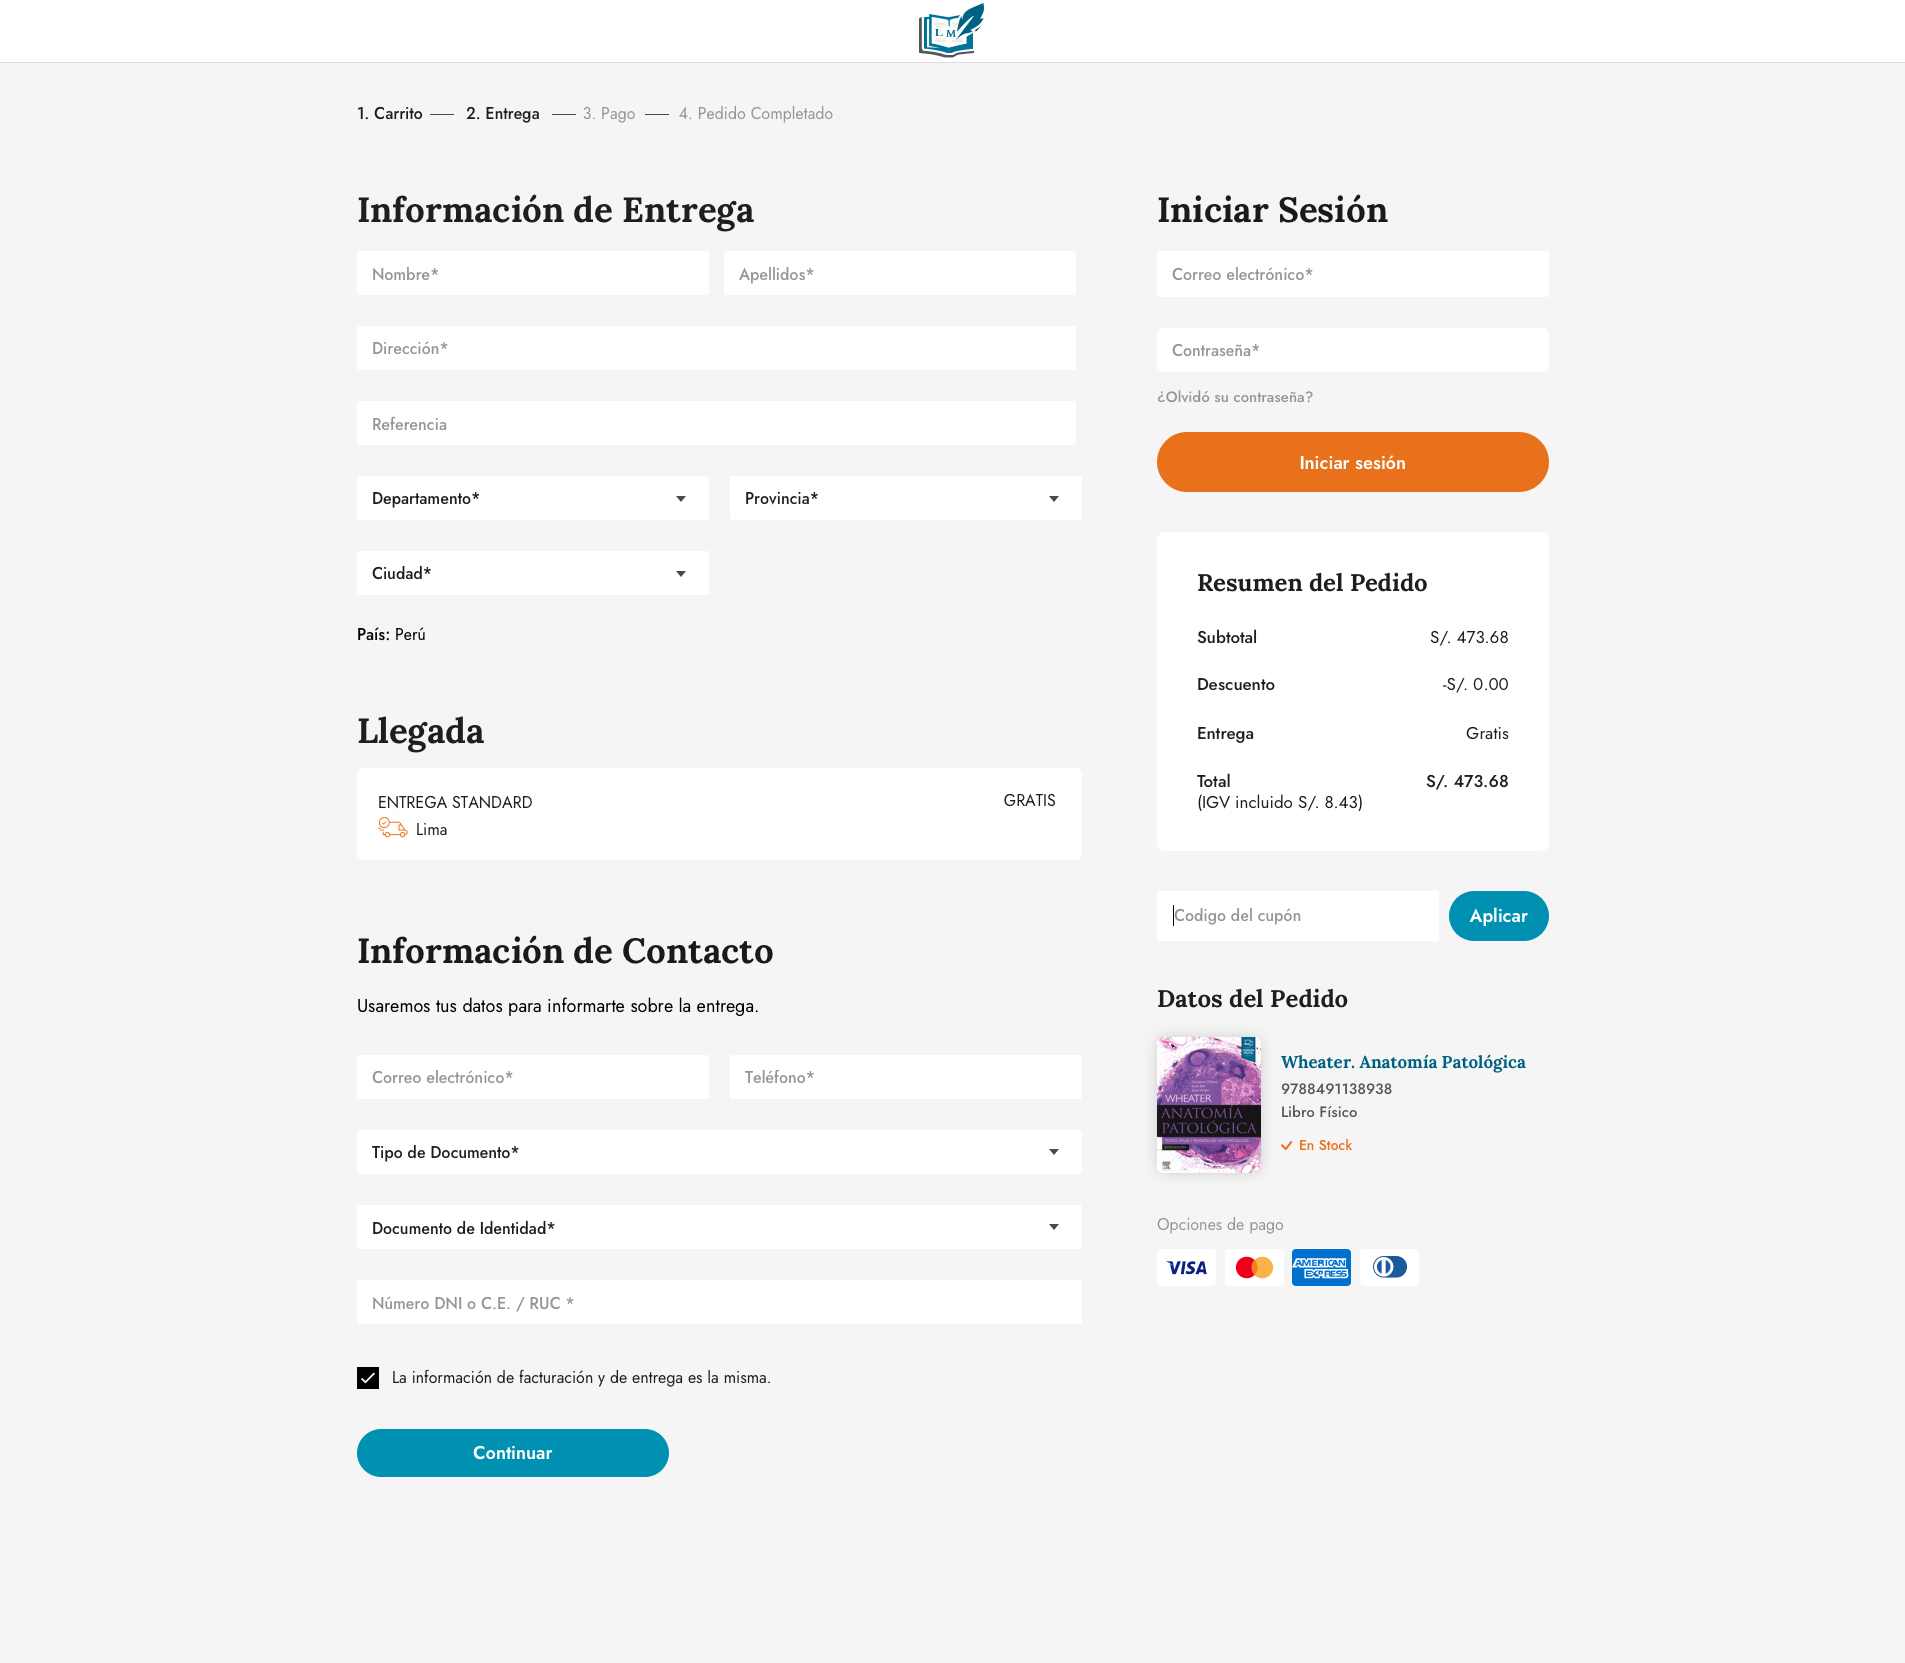 L M
1. Carrito
2. Entrega
3. Pago
4. Pedido Completado
Información de Entrega
Nombre*
Apellidos*
Dirección*
Referencia
Departamento*
Provincia*
Ciudad*
País: Perú
Llegada
ENTREGA STANDARD
GRATIS
Lima
Información de Contacto
Usaremos tus datos para informarte sobre la entrega.
Correo electrónico*
Teléfono*
Tipo de Documento*
Documento de Identidad*
Número DNI o C.E. / RUC *
La información de facturación y de entrega es la misma.
Continuar
Iniciar Sesión
Correo electrónico*
Contraseña*
¿Olvidó su contraseña?
Iniciar sesión
Resumen del Pedido
Subtotal
S/. 473.68
Descuento
-S/. 0.00
Entrega
Gratis
Total
S/. 473.68
(IGV incluido S/. 8.43)
Codigo del cupón
Aplicar
Datos del Pedido
WHEATER
ANATOMÍA
PATOLÓGICA
Wheater. Anatomía Patológica
9788491138938
Libro Físico
En Stock
Opciones de pago
VISA
AMERICAN
EXPRESS